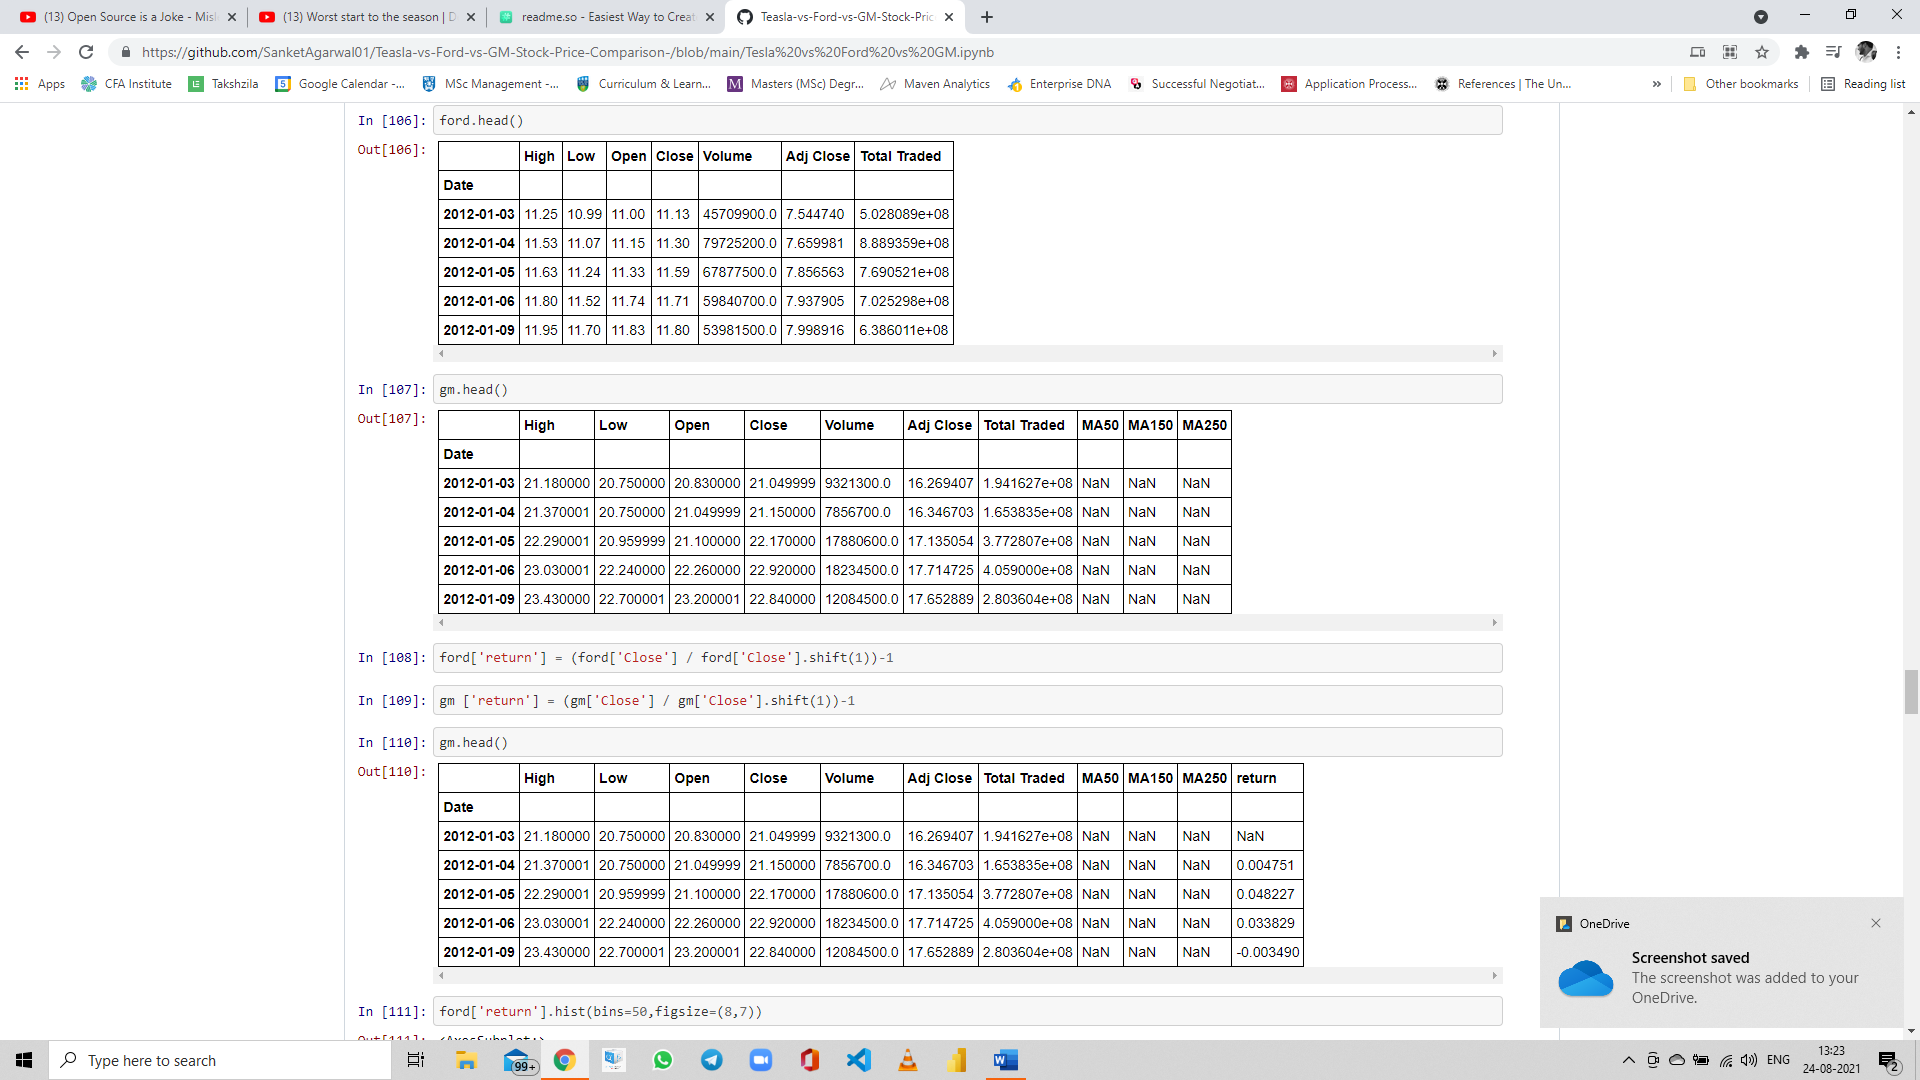 (13) Open Source is a Joke - Misl
(13) Worst start to the season | D
readme.so - Easiest Way to Creat
Teasla-vs-Ford-vs-GM-Stock-Pric
https://github.com/SanketAgarwal01/Teasla-vs-Ford-vs-GM-Stock-Price-Comparison-/blob/main/Tesla%20vs%20Ford%20vs%20GM.ipynb
Apps CFA Institute Takshzila Google Calendar -... MSc Management -... Curriculum & Learn... Masters (MSc) Degr... Maven Analytics Enterprise DNA Successful Negotiat... Application Process... References | The Un... » Other bookmarks Reading list
In [106]: ford.head()
Out[106]:
High Low Open Close Volume Adj Close Total Traded
Date
2012-01-03 11.25 10.99 11.00 11.13 45709900.0 7.544740 5.028089e+08
2012-01-04 11.53 11.07 11.15 11.30 79725200.0 7.659981 8.889359e+08
2012-01-05 11.63 11.24 11.33 11.59 67877500.0 7.856563 7.690521e+08
2012-01-06 11.80 11.52 11.74 11.71 59840700.0 7.937905 7.025298e+08
2012-01-09 11.95 11.70 11.83 11.80 53981500.0 7.998916 6.386011e+08
In [107]: gm.head()
Out[107]:
High Low Open Close Volume Adj Close Total Traded MA50 MA150 MA250
Date
2012-01-03 21.180000 20.750000 20.830000 21.049999 9321300.0 16.269407 1.941627e+08 NaN NaN NaN
2012-01-04 21.370001 20.750000 21.049999 21.150000 7856700.0 16.346703 1.653835e+08 NaN NaN NaN
2012-01-05 22.290001 20.959999 21.100000 22.170000 17880600.0 17.135054 3.772807e+08 NaN NaN NaN
2012-01-06 23.030001 22.240000 22.260000 22.920000 18234500.0 17.714725 4.059000e+08 NaN NaN NaN
2012-01-09 23.430000 22.700001 23.200001 22.840000 12084500.0 17.652889 2.803604e+08 NaN NaN NaN
In [108]: ford['return'] = (ford['Close'] / ford['Close'].shift(1))-1
In [109]: gm ['return'] = (gm['Close'] / gm['Close'].shift(1))-1
In [110]: gm.head()
Out[110]:
High Low Open Close Volume Adj Close Total Traded MA50 MA150 MA250 return
Date
2012-01-03 21.180000 20.750000 20.830000 21.049999 9321300.0 16.269407 1.941627e+08 NaN NaN NaN NaN
2012-01-04 21.370001 20.750000 21.049999 21.150000 7856700.0 16.346703 1.653835e+08 NaN NaN NaN 0.004751
2012-01-05 22.290001 20.959999 21.100000 22.170000 17880600.0 17.135054 3.772807e+08 NaN NaN NaN 0.048227
2012-01-06 23.030001 22.240000 22.260000 22.920000 18234500.0 17.714725 4.059000e+08 NaN NaN NaN 0.033829
2012-01-09 23.430000 22.700001 23.200001 22.840000 12084500.0 17.652889 2.803604e+08 NaN NaN NaN -0.003490
In [111]: ford['return'].hist(bins=50,figsize=(8,7))
Out[111]: <AxesSubplot:>
OneDrive
Screenshot saved
The screenshot was added to your
OneDrive.
Type here to search
99+
ENG
13:23
24-08-2021
2